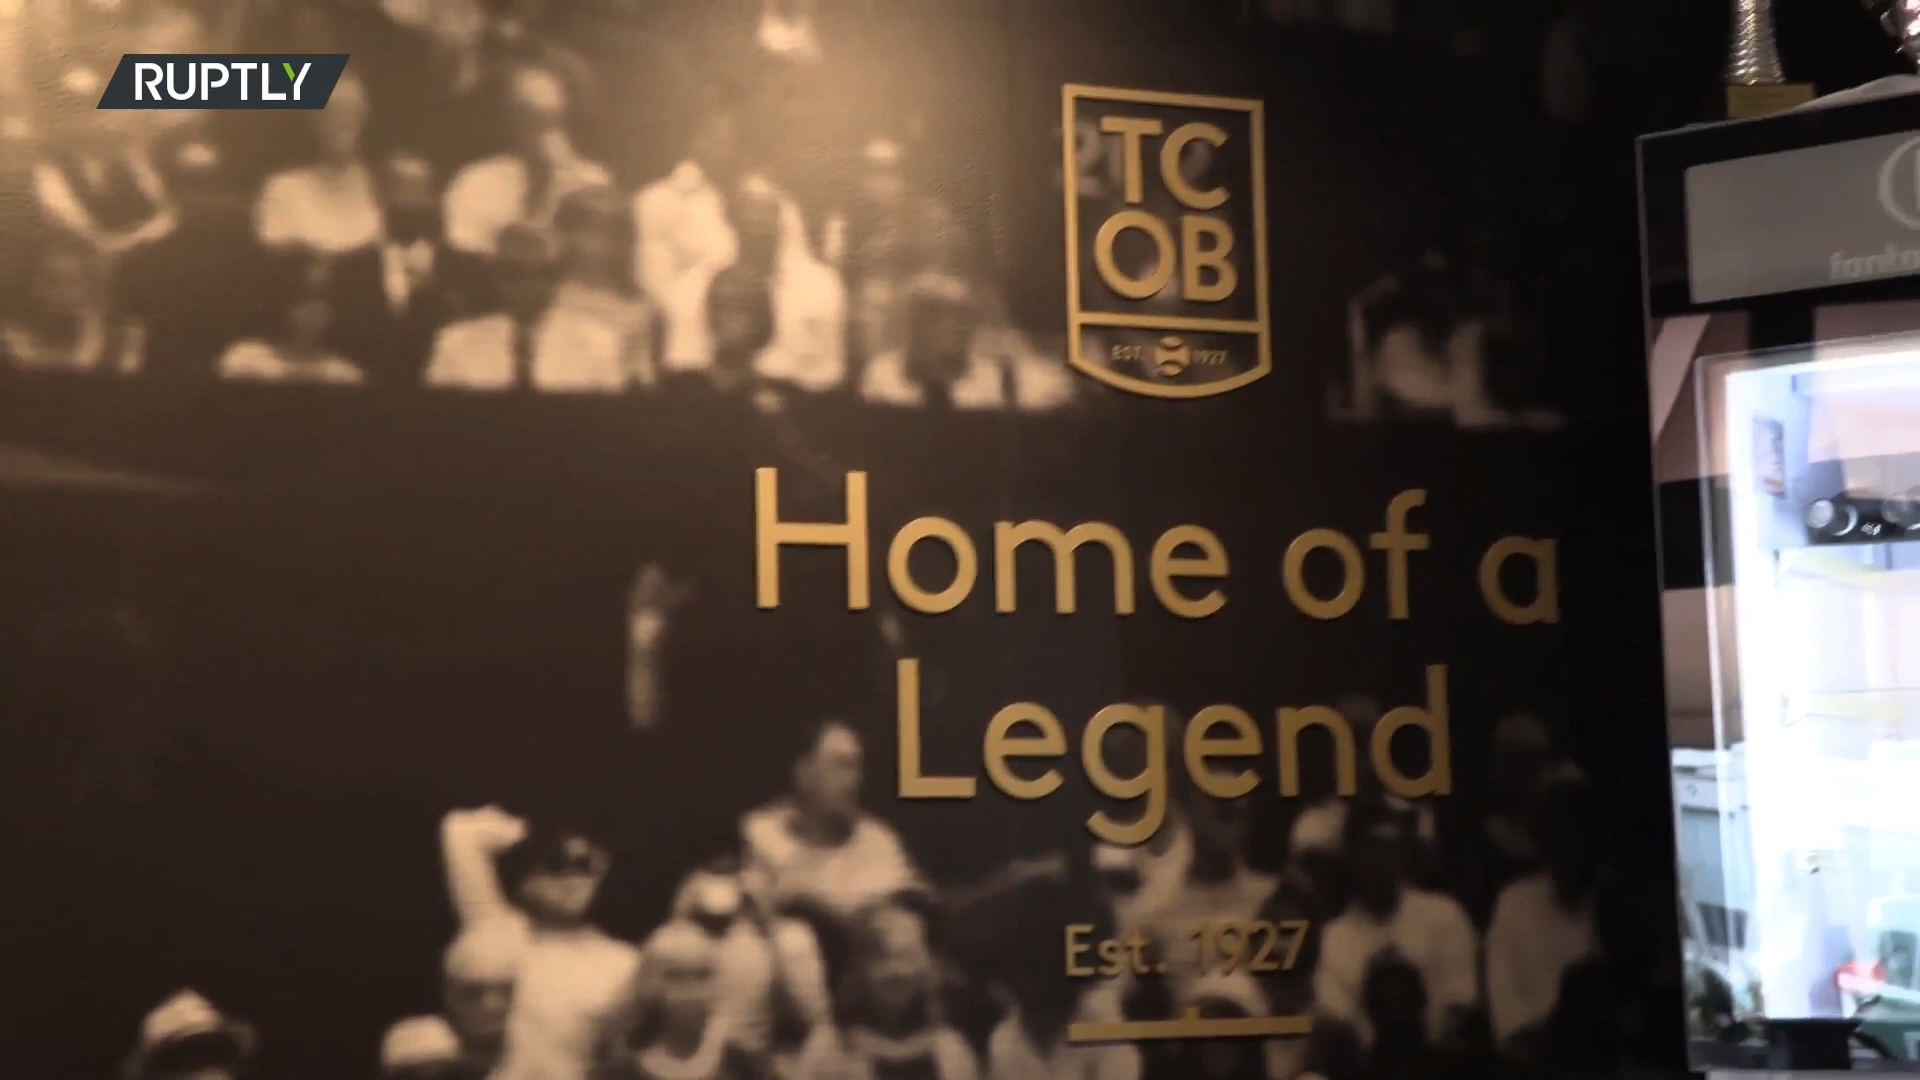 RUPTLY
TC
OB
EST. 1927
Home of a
Legend
Est. 1927